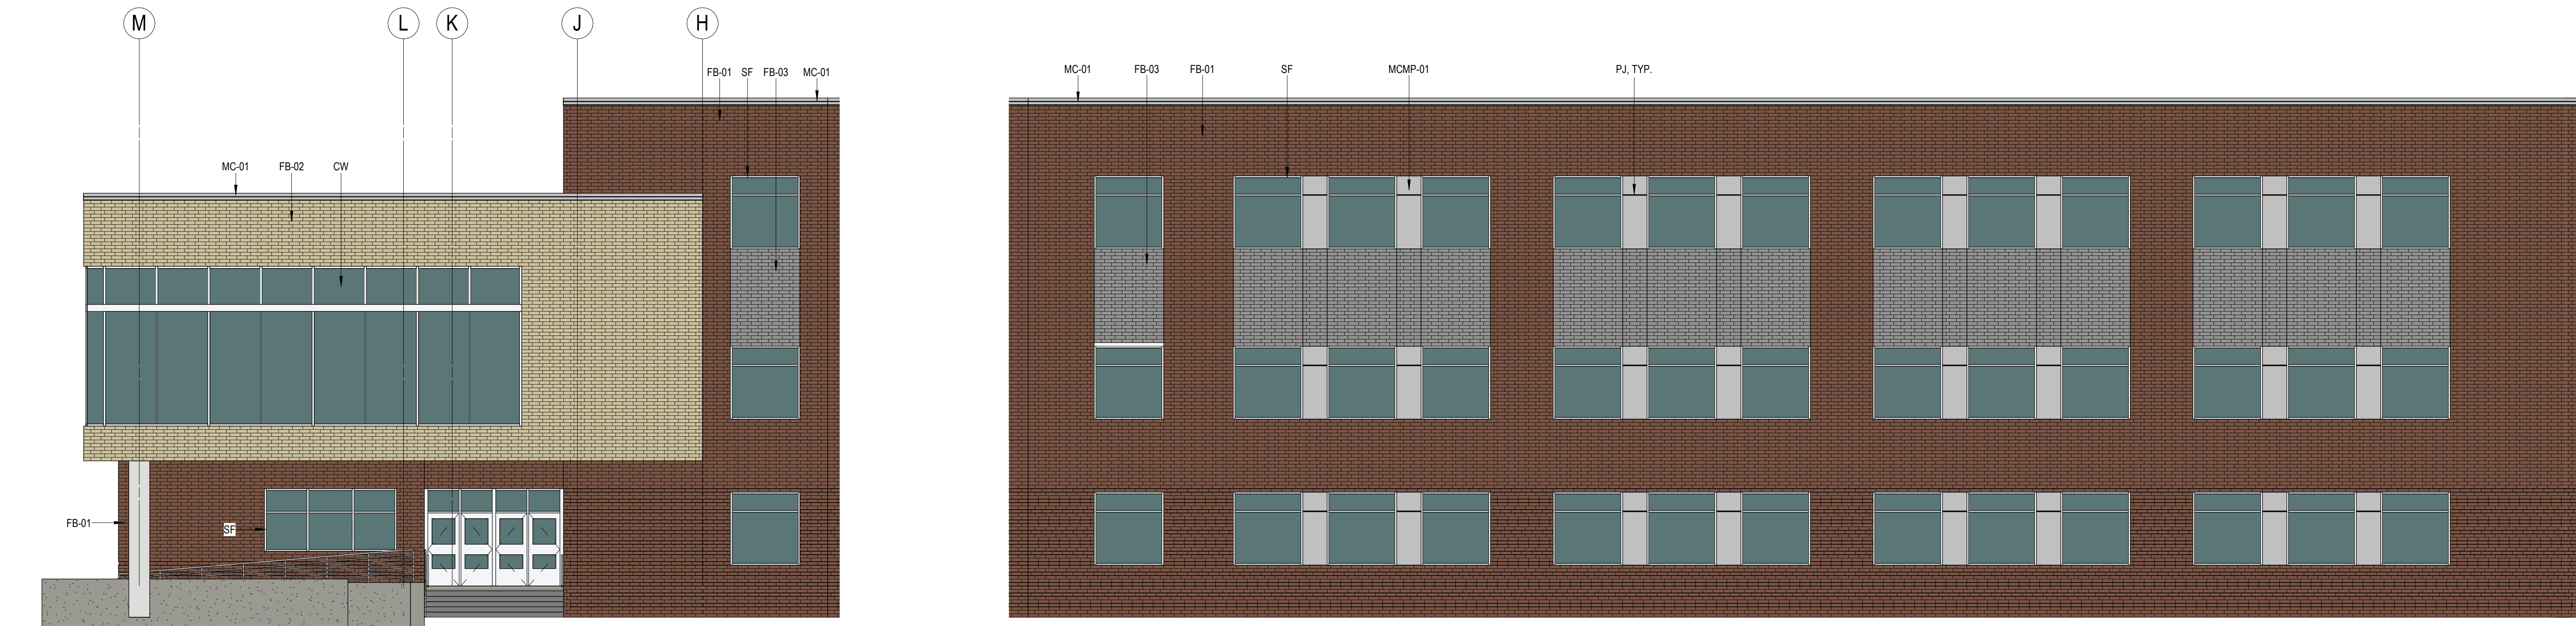 M L K J H
FB-01 SF FB-03 MC-01
MC-01 FB-03 FB-01 SF MCMP-01 PJ, TYP.
MC-01 FB-02 CW
FB-01
SF